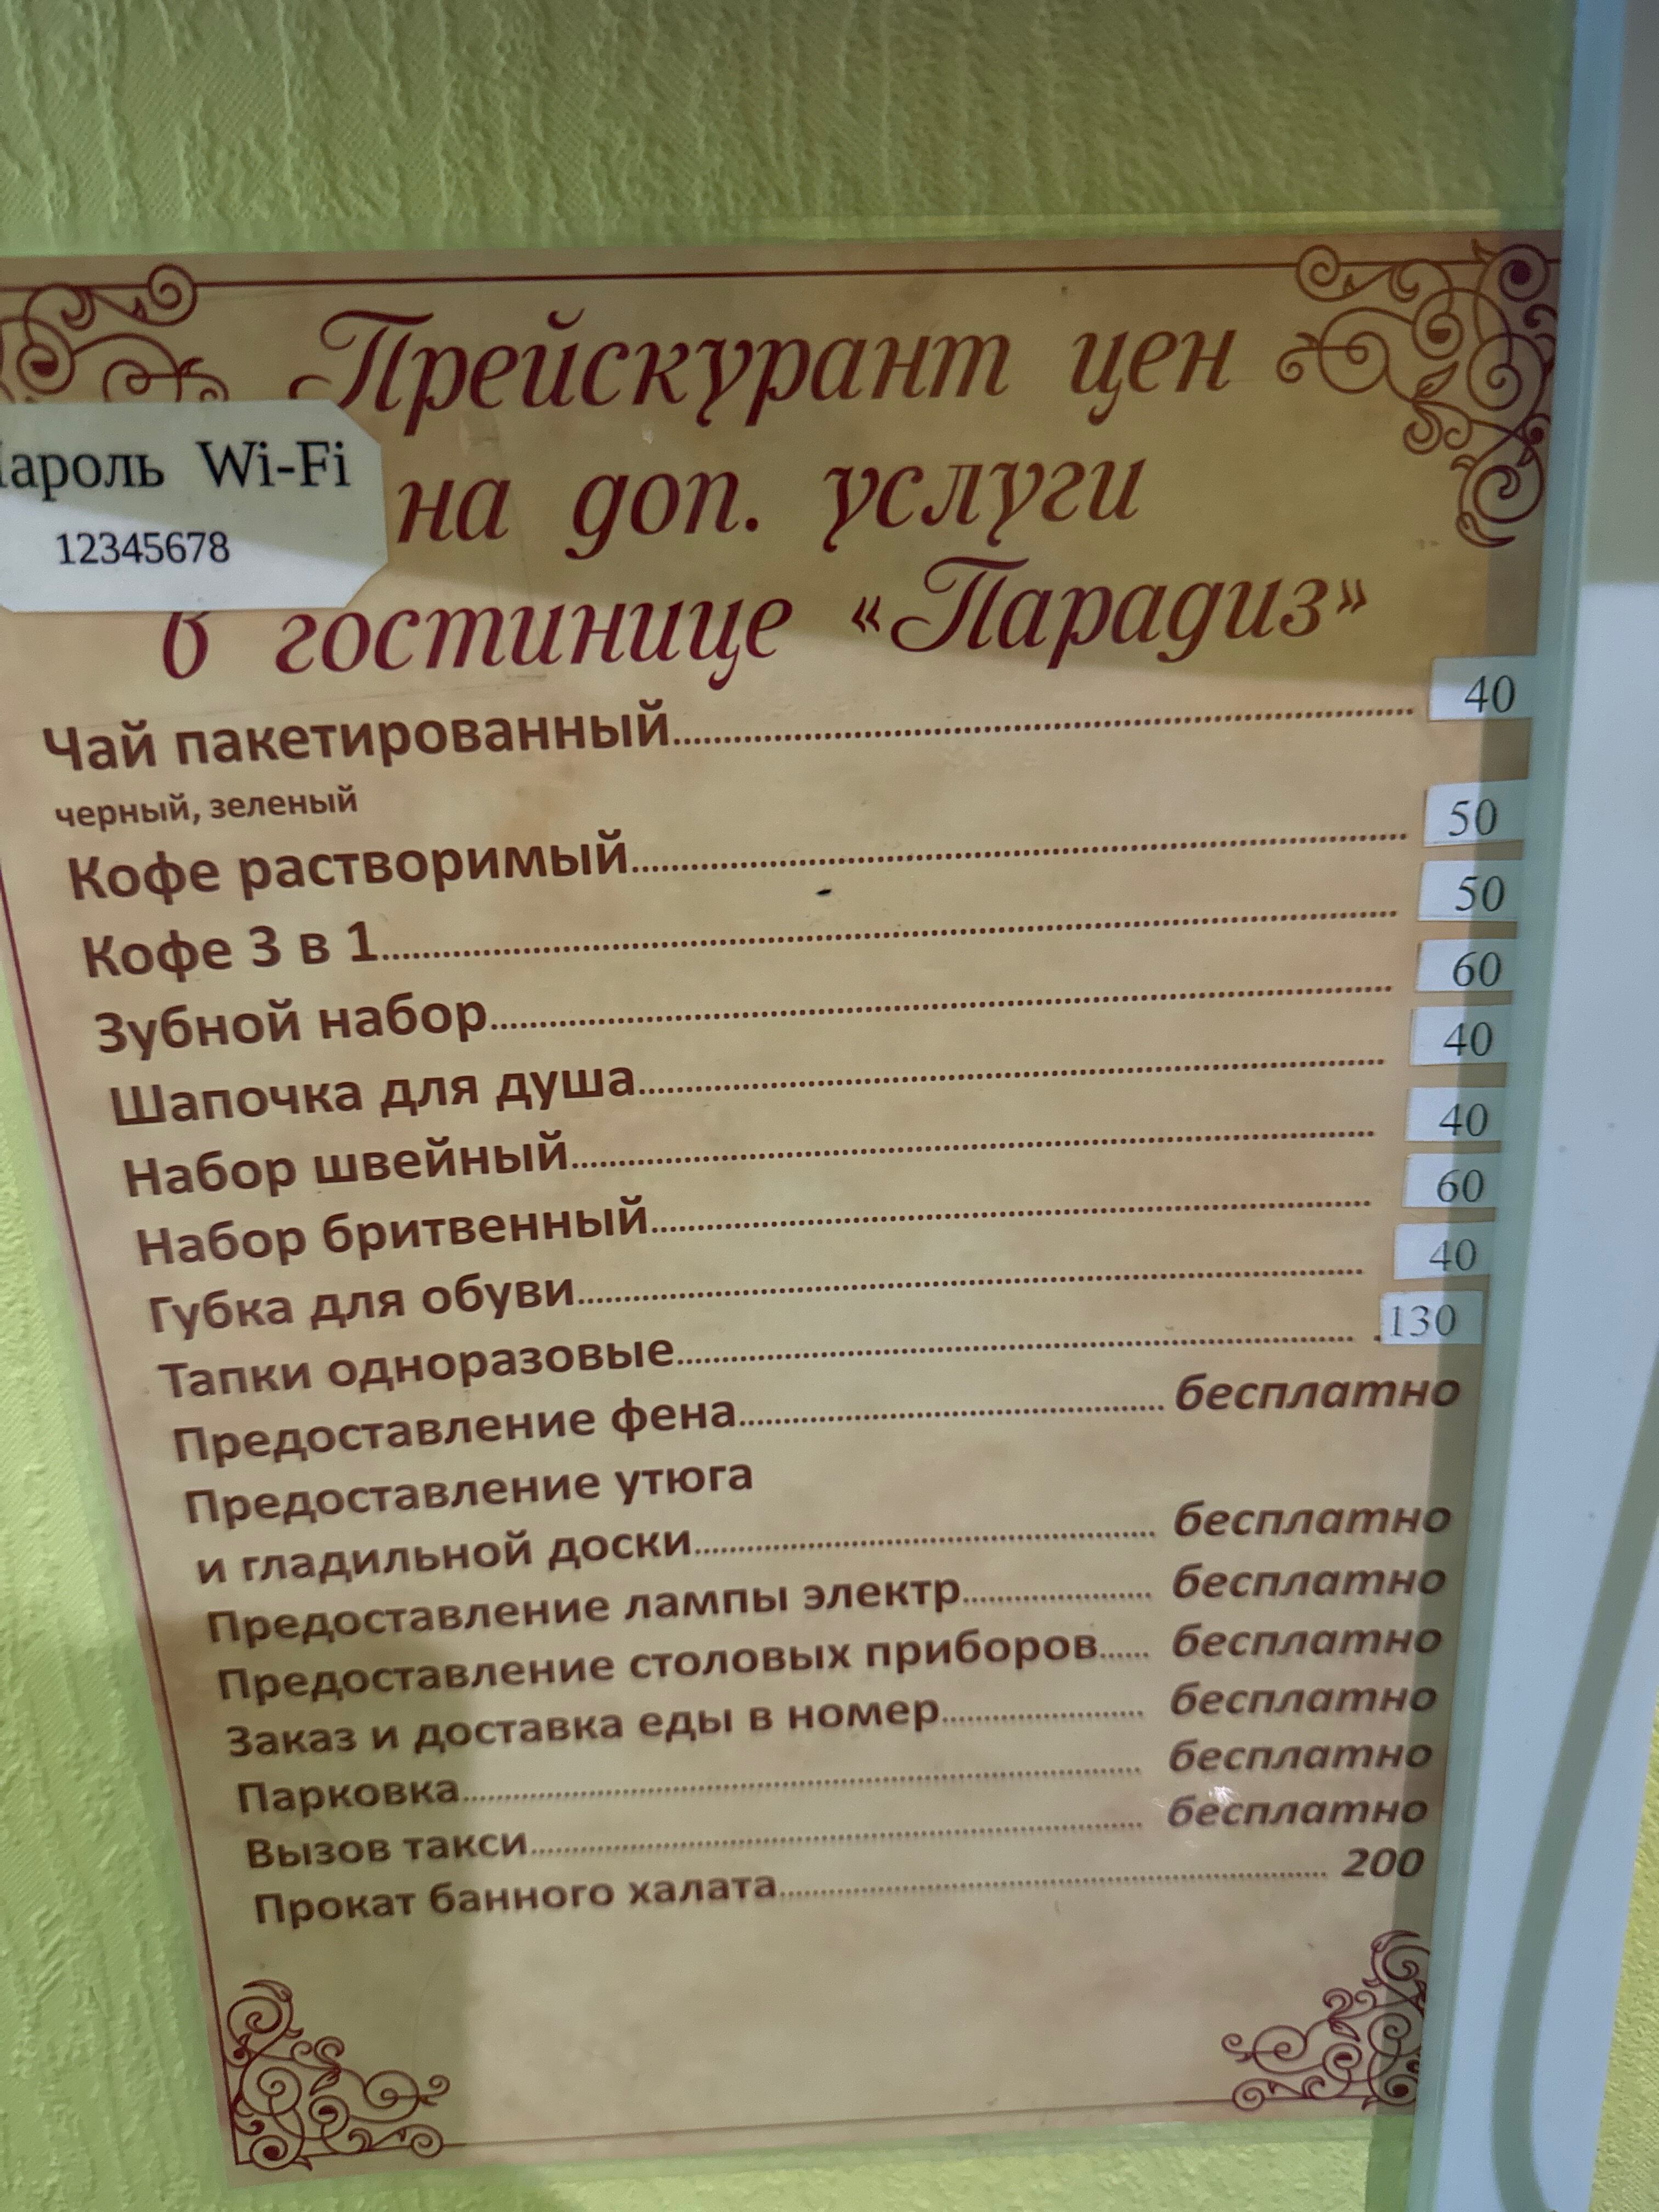 Прейскурант цен
Wi-Fi
12345678
на доп. услуги
в гостинице «Парадиз»
Чай пакетированный 40
черный, зеленый
Кофе растворимый 50
Кофе 3 в 1 50
Зубной набор 60
Шапочка для душа 40
Набор швейный 40
Набор бритвенный 60
Губка для обуви 40
Тапки одноразовые 130
Предоставление фена бесплатно
Предоставление утюга
и гладильной доски бесплатно
Предоставление лампы электр бесплатно
Предоставление столовых приборов бесплатно
Заказ и доставка еды в номер бесплатно
Парковка бесплатно
Вызов такси бесплатно
Прокат банного халата 200